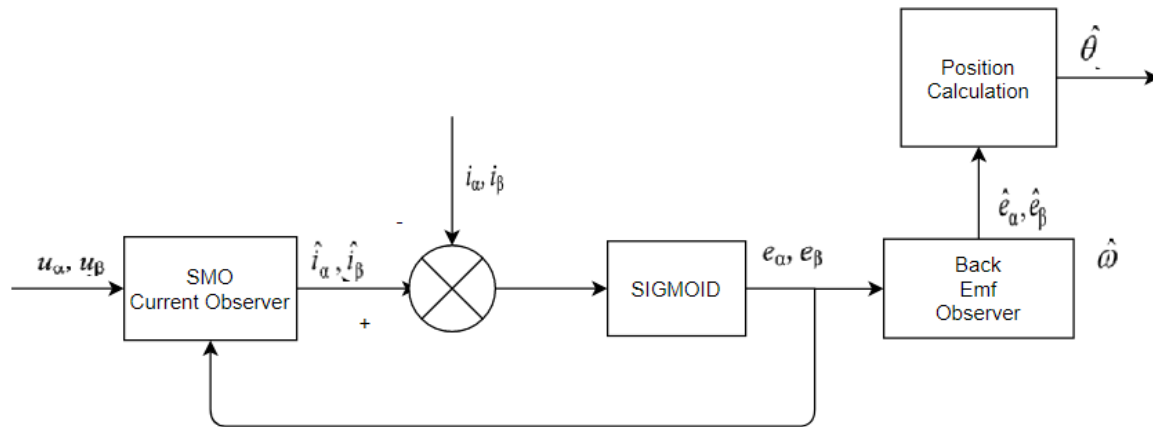 θ̂
Position
Calculation
i_α, i_β
ê_α, ê_β
-
u_α, u_β
SMO
Current Observer
î_α, î_β
+
SIGMOID
e_α, e_β
Back
Emf
Observer
ω̂